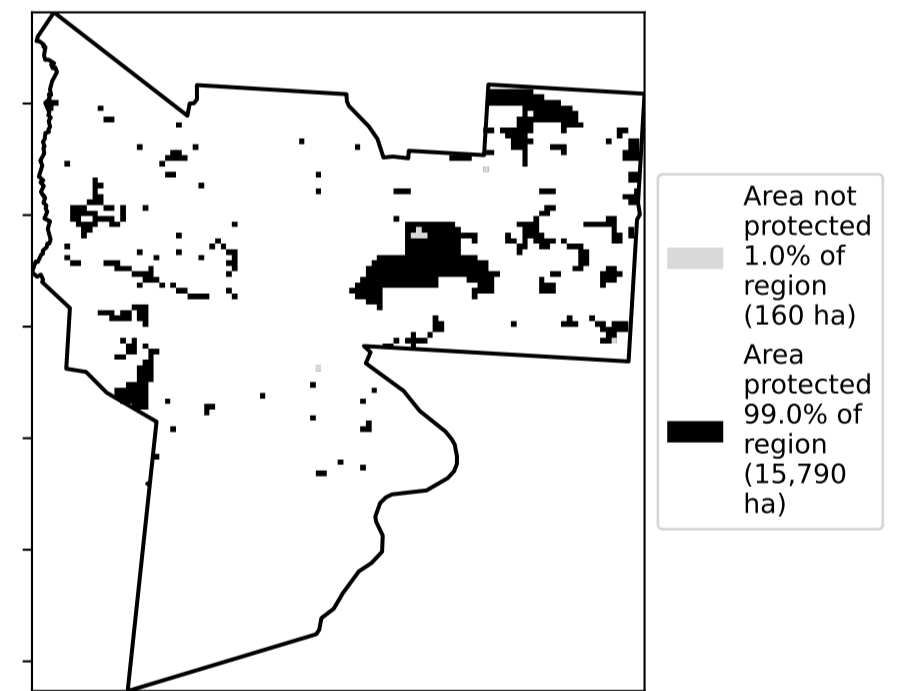 Area not
protected
1.0% of
region
(160 ha)
Area
protected
99.0% of
region
(15,790
ha)